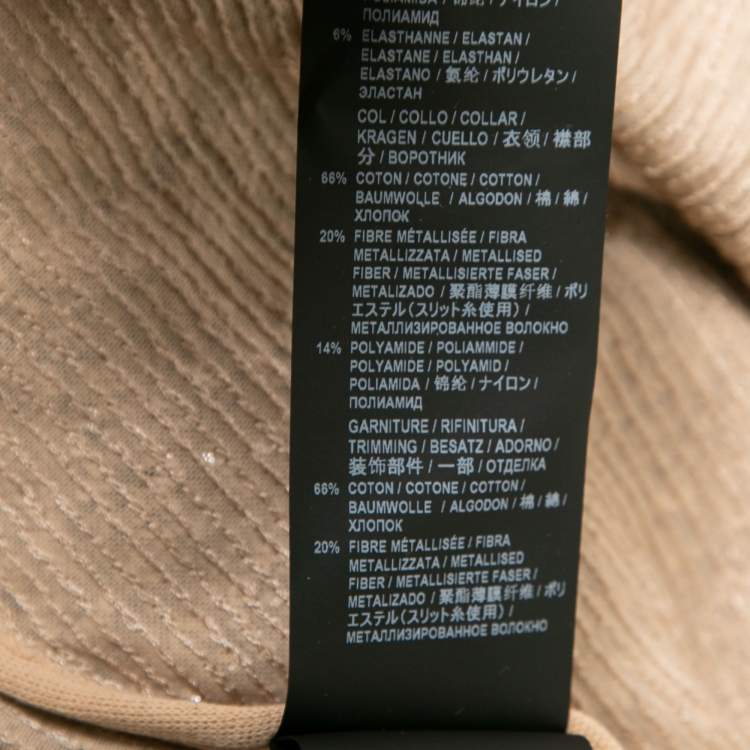 ПОЛИАМИД
6% ELASTHANNE / ELASTAN /
ELASTANE / ELASTHAN /
ELASTANO / 氨纶 / ポリウレタン /
ЭЛАСТАН
COL / COLLO / COLLAR /
KRAGEN / CUELLO / 衣领 / 襟部
分 / ВОРОТНИК
66% COTON / COTONE / COTTON /
BAUMWOLLE / ALGODON / 棉 / 綿 /
ХЛОПОК
20% FIBRE MÉTALLISÉE / FIBRA
METALLIZZATA / METALLISED
FIBER / METALLISIERTE FASER /
METALIZADO / 聚酯薄膜纤维 / ポリ
エステル(スリット糸使用) /
МЕТАЛЛИЗИРОВАННОЕ ВОЛОКНО
14% POLYAMIDE / POLIAMMIDE /
POLYAMIDE / POLYAMID /
POLIAMIDA / 锦纶 / ナイロン /
ПОЛИАМИД
GARNITURE / RIFINITURA /
TRIMMING / BESATZ / ADORNO /
装饰部件 / 一部 / ОТДЕЛКА
66% COTON / COTONE / COTTON /
BAUMWOLLE / ALGODON / 棉 / 綿 /
ХЛОПОК
20% FIBRE MÉTALLISÉE / FIBRA
METALLIZZATA / METALLISED
FIBER / METALLISIERTE FASER /
METALIZADO / 聚酯薄膜纤维 / ポリ
エステル(スリット糸使用) /
МЕТАЛЛИЗИРОВАННОЕ ВОЛОКНО